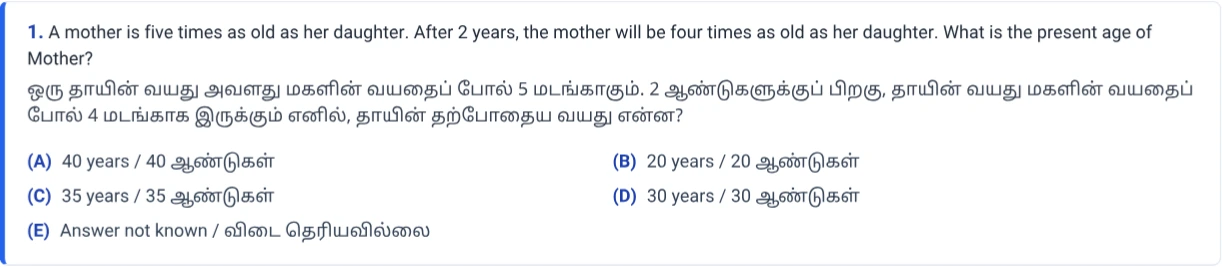 1. A mother is five times as old as her daughter. After 2 years, the mother will be four times as old as her daughter. What is the present age of
Mother?
ஒரு தாயின் வயது அவளது மகளின் வயதைப் போல் 5 மடங்காகும். 2 ஆண்டுகளுக்குப் பிறகு, தாயின் வயது மகளின் வயதைப்
போல் 4 மடங்காக இருக்கும் எனில், தாயின் தற்போதைய வயது என்ன?
(A) 40 years / 40 ஆண்டுகள் (B) 20 years / 20 ஆண்டுகள்
(C) 35 years / 35 ஆண்டுகள் (D) 30 years / 30 ஆண்டுகள்
(E) Answer not known / விடை தெரியவில்லை